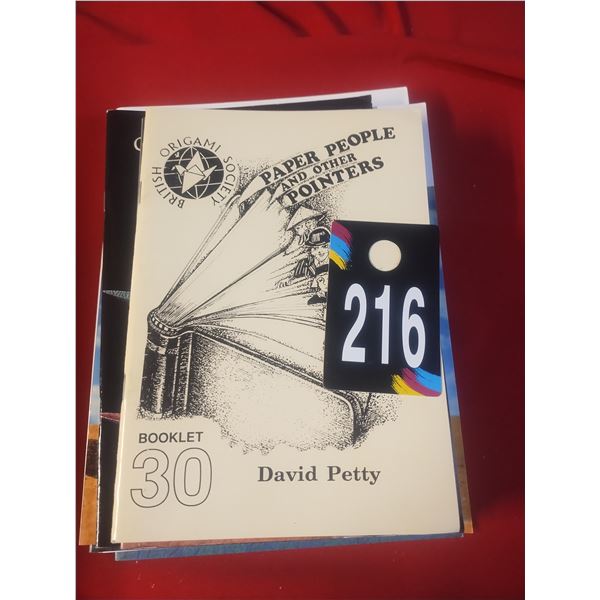 BRITISH ORIGAMI SOCIETY
PAPER PEOPLE
AND OTHER
POINTERS
216
BOOKLET
30
David Petty